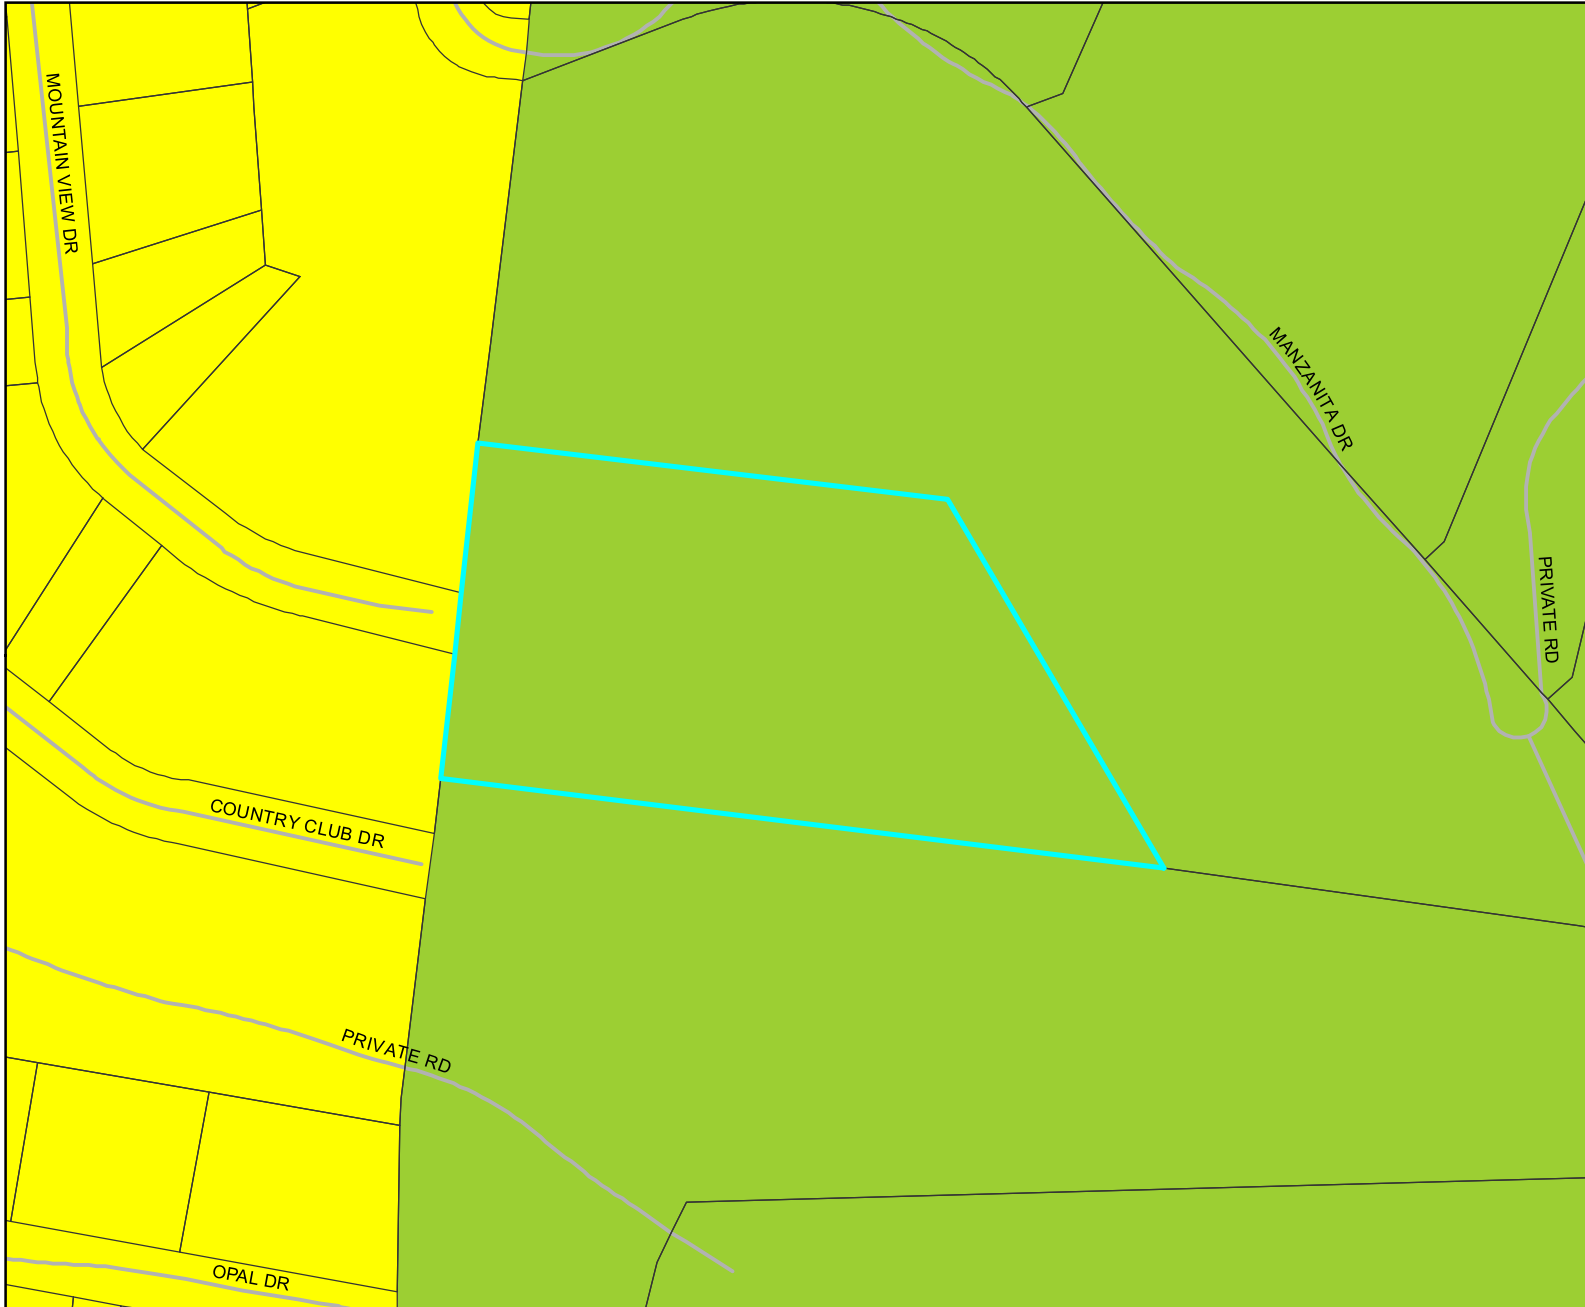 MOUNTAIN VIEW DR
MANZANITA DR
PRIVATE RD
COUNTRY CLUB DR
PRIVATE RD
OPAL DR